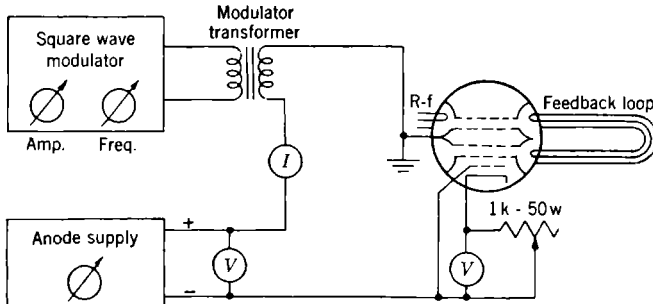 Modulator
transformer
Square wave
modulator
Amp. Freq.
R-f
Feedback loop
I
1k - 50w
+
Anode supply
V
V
−